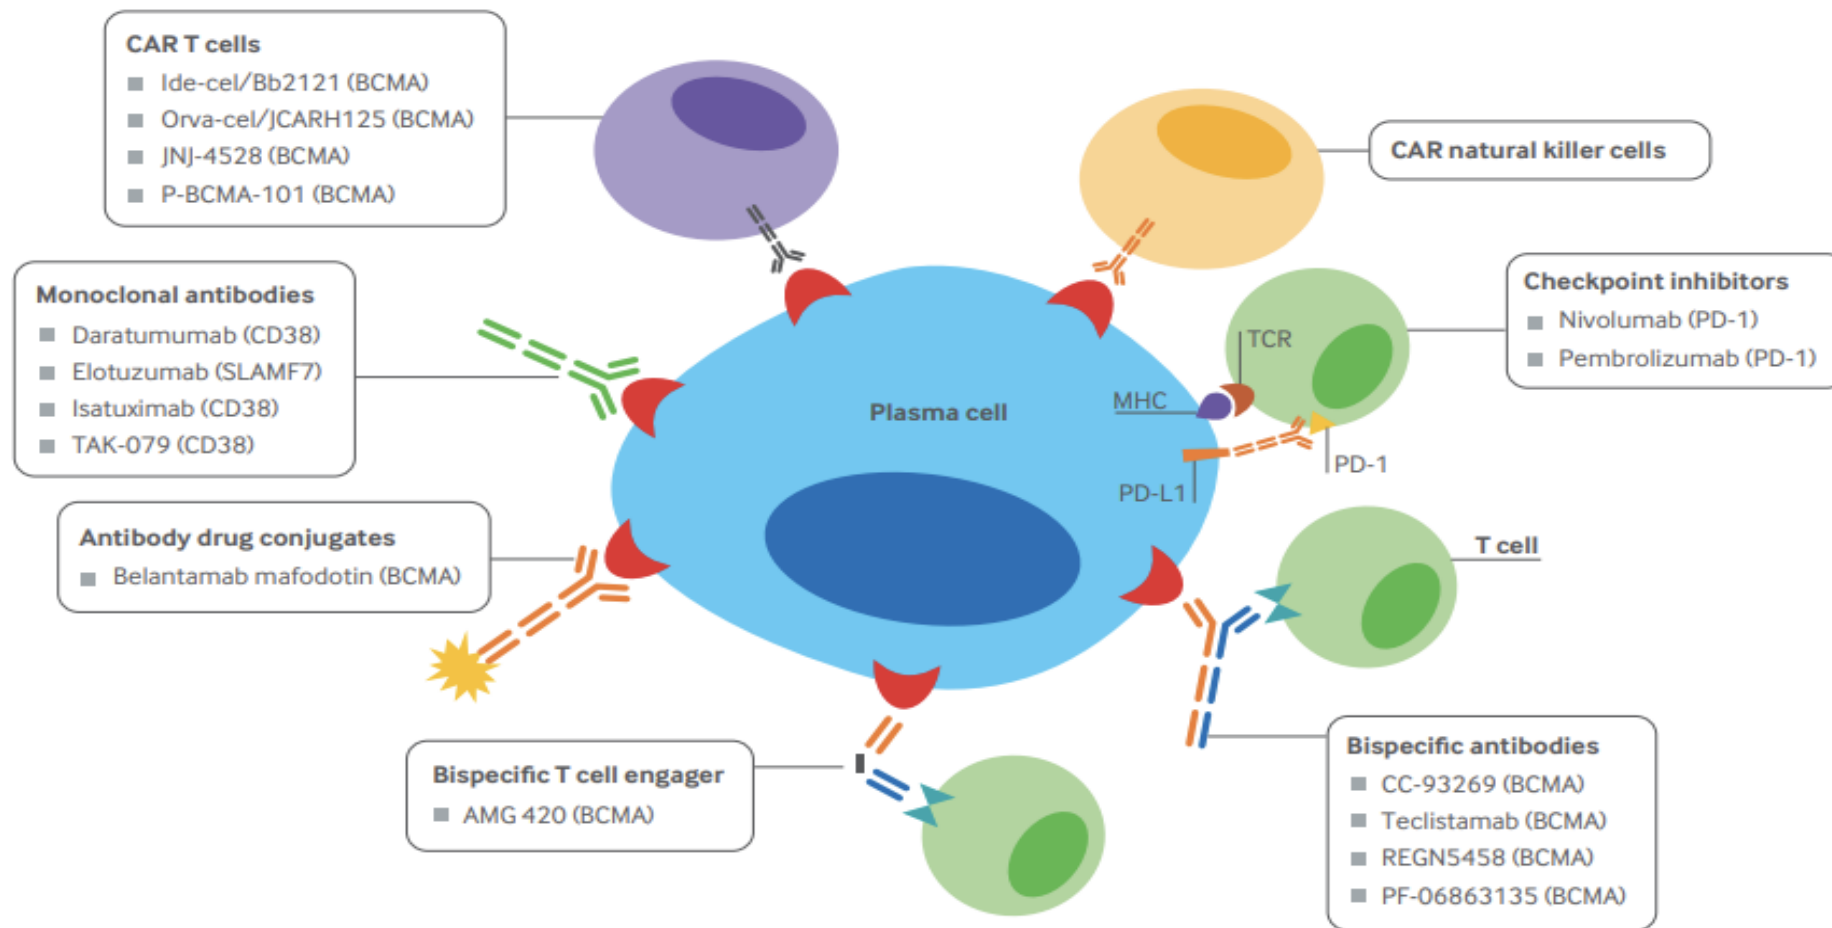 CAR T cells
Ide-cel/Bb2121 (BCMA)
Orva-cel/JCARH125 (BCMA)
JNJ-4528 (BCMA)
P-BCMA-101 (BCMA)
CAR natural killer cells
Monoclonal antibodies
Daratumumab (CD38)
Elotuzumab (SLAMF7)
Isatuximab (CD38)
TAK-079 (CD38)
Checkpoint inhibitors
Nivolumab (PD-1)
Pembrolizumab (PD-1)
TCR
MHC
Plasma cell
PD-1
PD-L1
Antibody drug conjugates
Belantamab mafodotin (BCMA)
T cell
Bispecific T cell engager
AMG 420 (BCMA)
Bispecific antibodies
CC-93269 (BCMA)
Teclistamab (BCMA)
REGN5458 (BCMA)
PF-06863135 (BCMA)